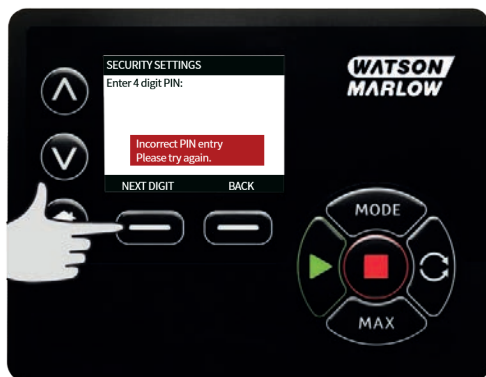 SECURITY SETTINGS
Enter 4 digit PIN:
Incorrect PIN entry
Please try again.
NEXT DIGIT BACK
WATSON
MARLOW
MODE
MAX